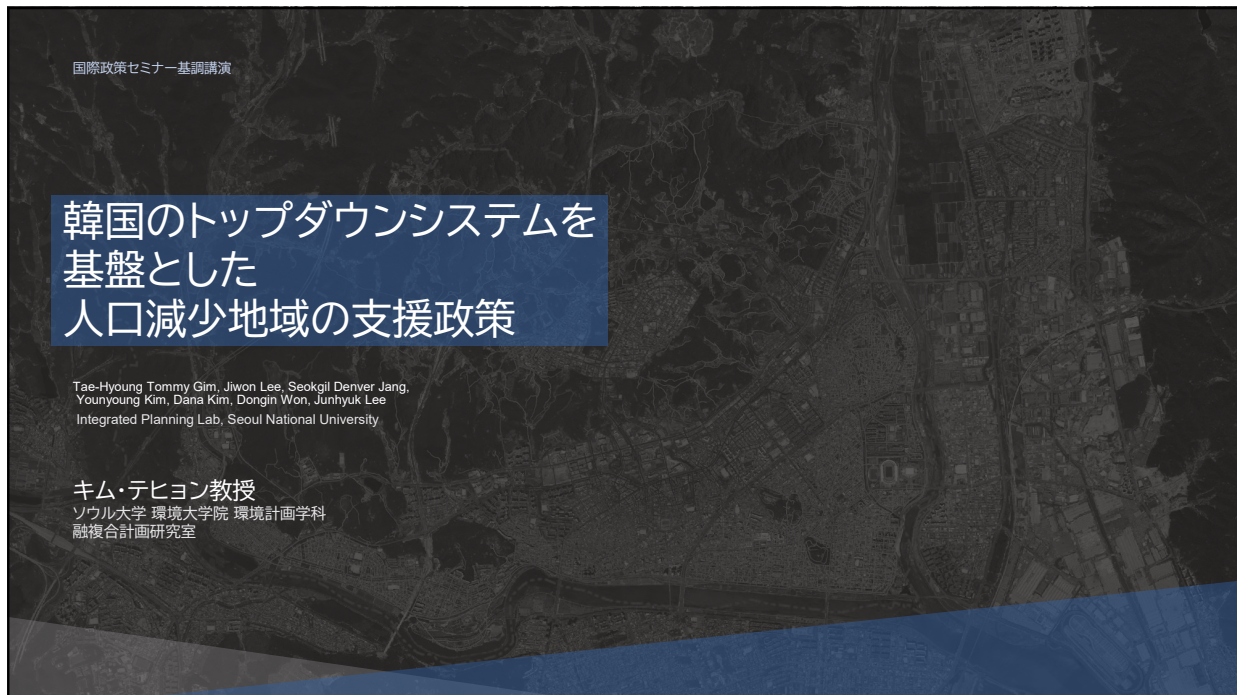 国際政策セミナー基調講演
韓国のトップダウンシステムを
基盤とした
人口減少地域の支援政策
Tae-Hyoung Tommy Gim, Jiwon Lee, Seokgil Denver Jang,
Younyoung Kim, Dana Kim, Dongin Won, Junhyuk Lee
Integrated Planning Lab, Seoul National University
キム・テヒョン教授
ソウル大学 環境大学院 環境計画学科
融複合計画研究室